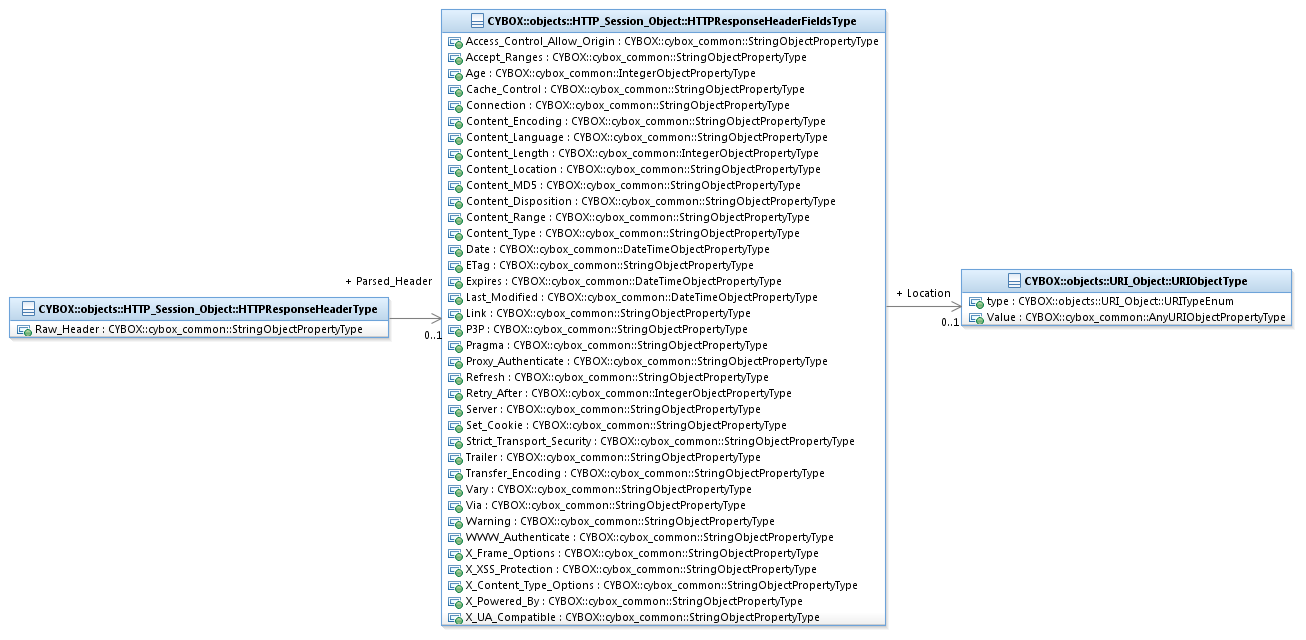 CYBOX::objects::HTTP_Session_Object::HTTPResponseHeaderType
Raw_Header : CYBOX::cybox_common::StringObjectPropertyType
+ Parsed_Header
0..1
CYBOX::objects::HTTP_Session_Object::HTTPResponseHeaderFieldsType
Access_Control_Allow_Origin : CYBOX::cybox_common::StringObjectPropertyType
Accept_Ranges : CYBOX::cybox_common::StringObjectPropertyType
Age : CYBOX::cybox_common::IntegerObjectPropertyType
Cache_Control : CYBOX::cybox_common::StringObjectPropertyType
Connection : CYBOX::cybox_common::StringObjectPropertyType
Content_Encoding : CYBOX::cybox_common::StringObjectPropertyType
Content_Language : CYBOX::cybox_common::StringObjectPropertyType
Content_Length : CYBOX::cybox_common::IntegerObjectPropertyType
Content_Location : CYBOX::cybox_common::StringObjectPropertyType
Content_MD5 : CYBOX::cybox_common::StringObjectPropertyType
Content_Disposition : CYBOX::cybox_common::StringObjectPropertyType
Content_Range : CYBOX::cybox_common::StringObjectPropertyType
Content_Type : CYBOX::cybox_common::StringObjectPropertyType
Date : CYBOX::cybox_common::DateTimeObjectPropertyType
ETag : CYBOX::cybox_common::StringObjectPropertyType
Expires : CYBOX::cybox_common::DateTimeObjectPropertyType
Last_Modified : CYBOX::cybox_common::DateTimeObjectPropertyType
Link : CYBOX::cybox_common::StringObjectPropertyType
P3P : CYBOX::cybox_common::StringObjectPropertyType
Pragma : CYBOX::cybox_common::StringObjectPropertyType
Proxy_Authenticate : CYBOX::cybox_common::StringObjectPropertyType
Refresh : CYBOX::cybox_common::StringObjectPropertyType
Retry_After : CYBOX::cybox_common::IntegerObjectPropertyType
Server : CYBOX::cybox_common::StringObjectPropertyType
Set_Cookie : CYBOX::cybox_common::StringObjectPropertyType
Strict_Transport_Security : CYBOX::cybox_common::StringObjectPropertyType
Trailer : CYBOX::cybox_common::StringObjectPropertyType
Transfer_Encoding : CYBOX::cybox_common::StringObjectPropertyType
Vary : CYBOX::cybox_common::StringObjectPropertyType
Via : CYBOX::cybox_common::StringObjectPropertyType
Warning : CYBOX::cybox_common::StringObjectPropertyType
WWW_Authenticate : CYBOX::cybox_common::StringObjectPropertyType
X_Frame_Options : CYBOX::cybox_common::StringObjectPropertyType
X_XSS_Protection : CYBOX::cybox_common::StringObjectPropertyType
X_Content_Type_Options : CYBOX::cybox_common::StringObjectPropertyType
X_Powered_By : CYBOX::cybox_common::StringObjectPropertyType
X_UA_Compatible : CYBOX::cybox_common::StringObjectPropertyType
+ Location
0..1
CYBOX::objects::URI_Object::URIObjectType
type : CYBOX::objects::URI_Object::URITypeEnum
Value : CYBOX::cybox_common::AnyURIObjectPropertyType